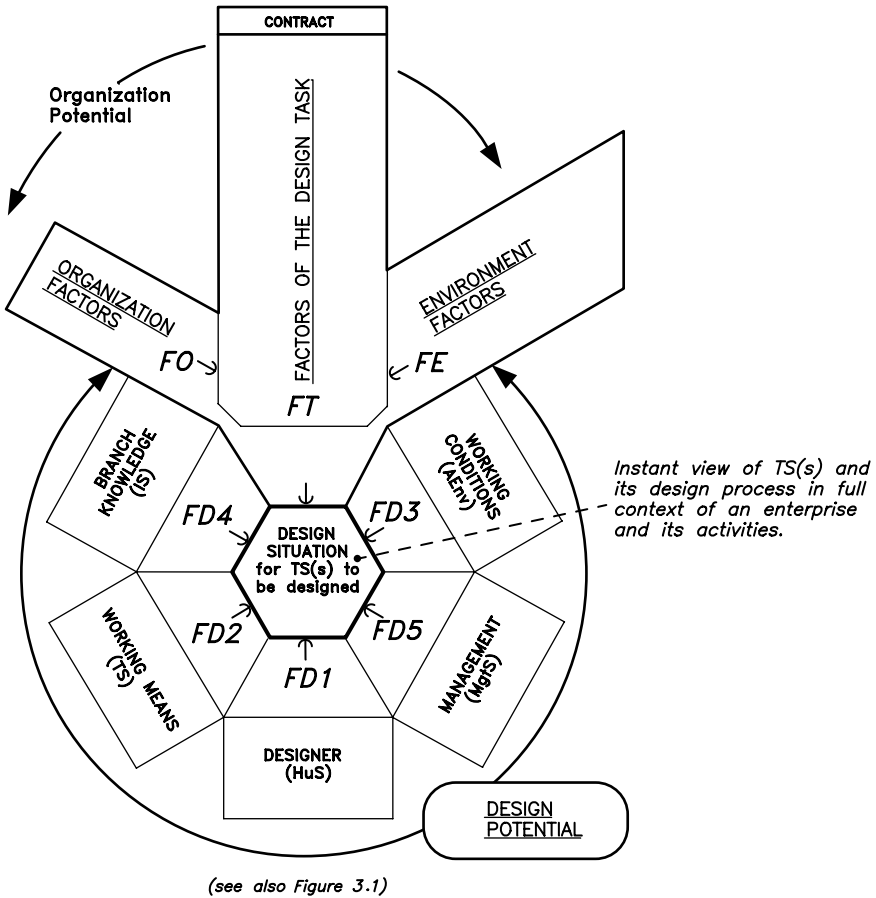 CONTRACT
Organization
Potential
FACTORS OF THE DESIGN TASK
ORGANIZATION
FACTORS
ENVIRONMENT
FACTORS
FO
FE
FT
BRANCH
KNOWLEDGE
(IS)
WORKING
CONDITIONS
(AEnv)
Instant view of TS(s) and
its design process in full
context of an enterprise
and its activities.
FD4
FD3
DESIGN
SITUATION
for TS(s) to
be designed
FD2
FD5
FD1
WORKING MEANS
(TS)
MANAGEMENT
(MgtS)
DESIGNER
(HuS)
DESIGN
POTENTIAL
(see also Figure 3.1)